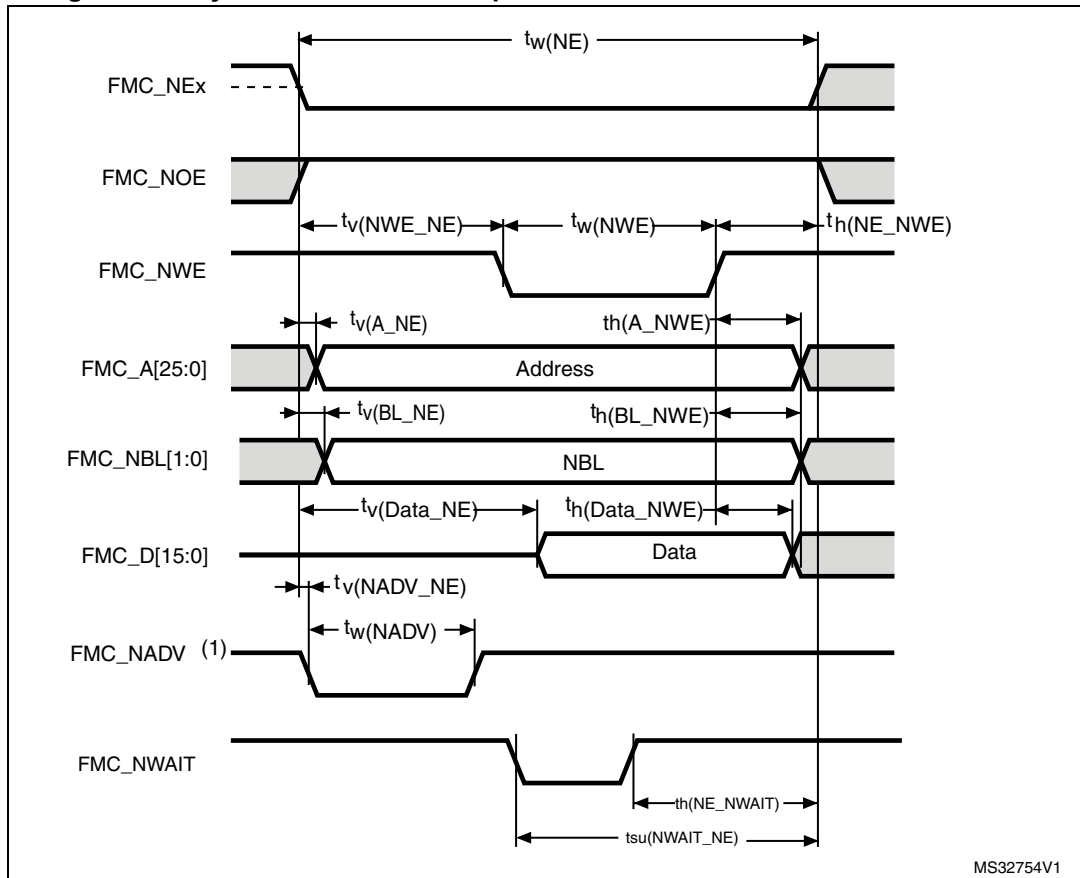 tw(NE)
FMC_NEx
FMC_NOE
tv(NWE_NE)
tw(NWE)
th(NE_NWE)
FMC_NWE
tv(A_NE)
th(A_NWE)
FMC_A[25:0]
Address
tv(BL_NE)
th(BL_NWE)
FMC_NBL[1:0]
NBL
tv(Data_NE)
th(Data_NWE)
FMC_D[15:0]
Data
tv(NADV_NE)
tw(NADV)
FMC_NADV (1)
FMC_NWAIT
th(NE_NWAIT)
tsu(NWAIT_NE)
MS32754V1